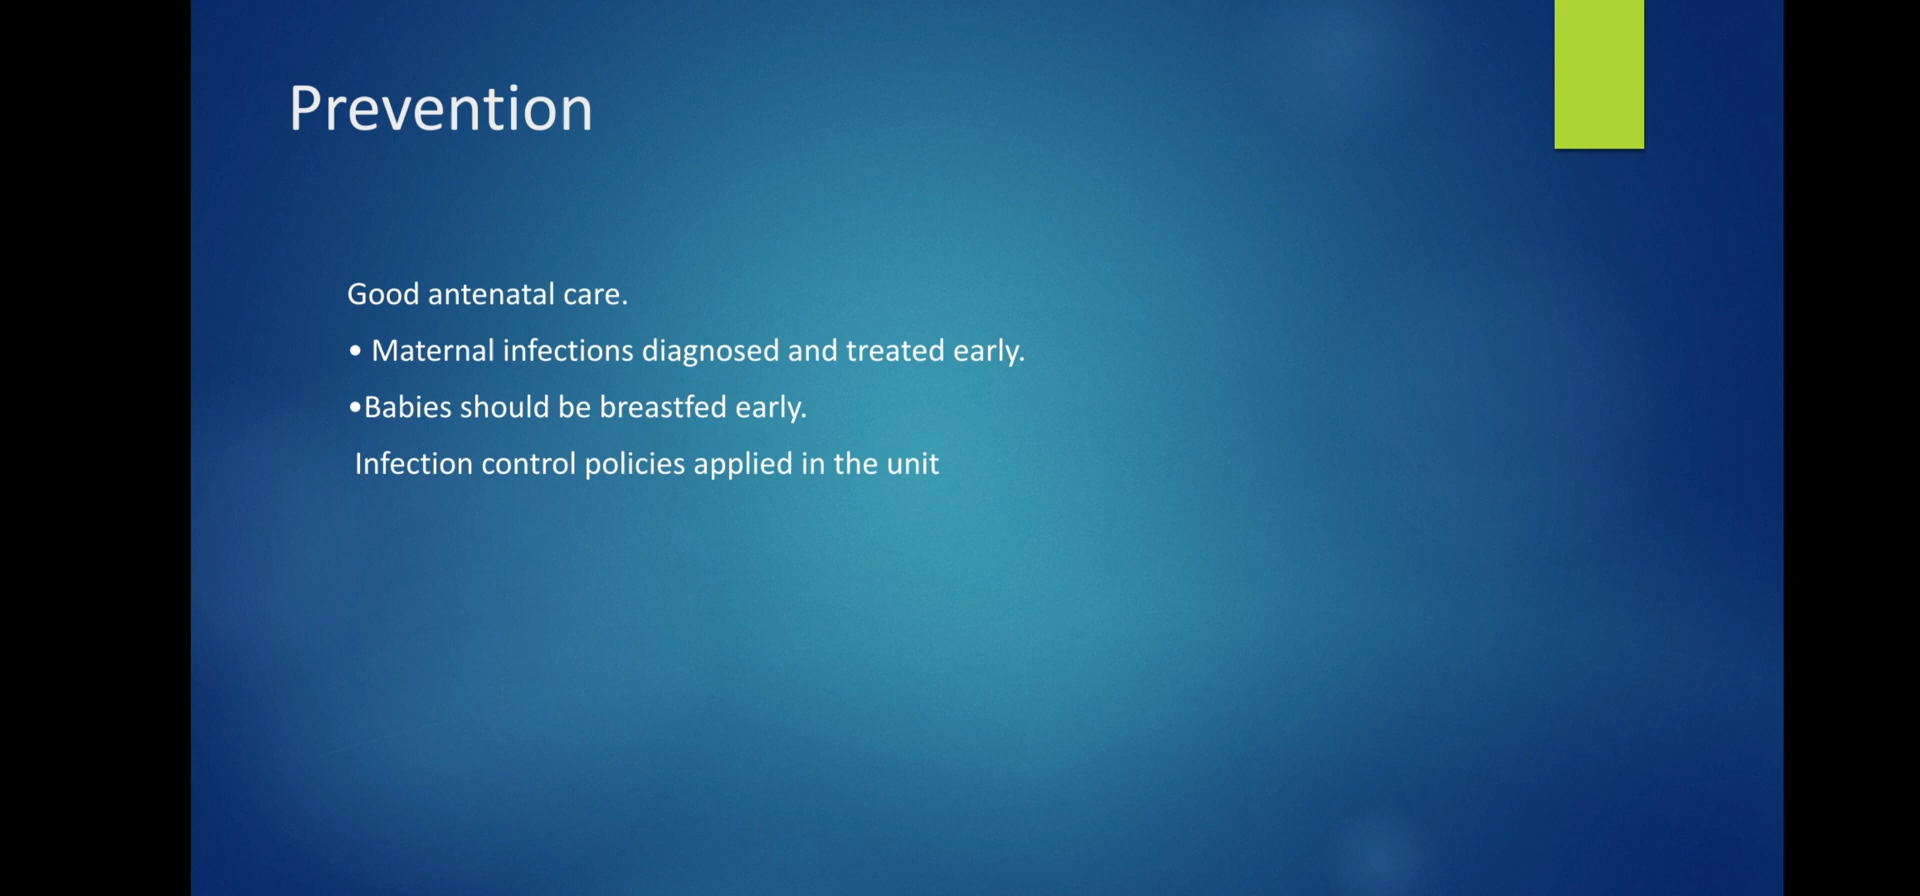 Prevention
Good antenatal care.
• Maternal infections diagnosed and treated early.
•Babies should be breastfed early.
Infection control policies applied in the unit